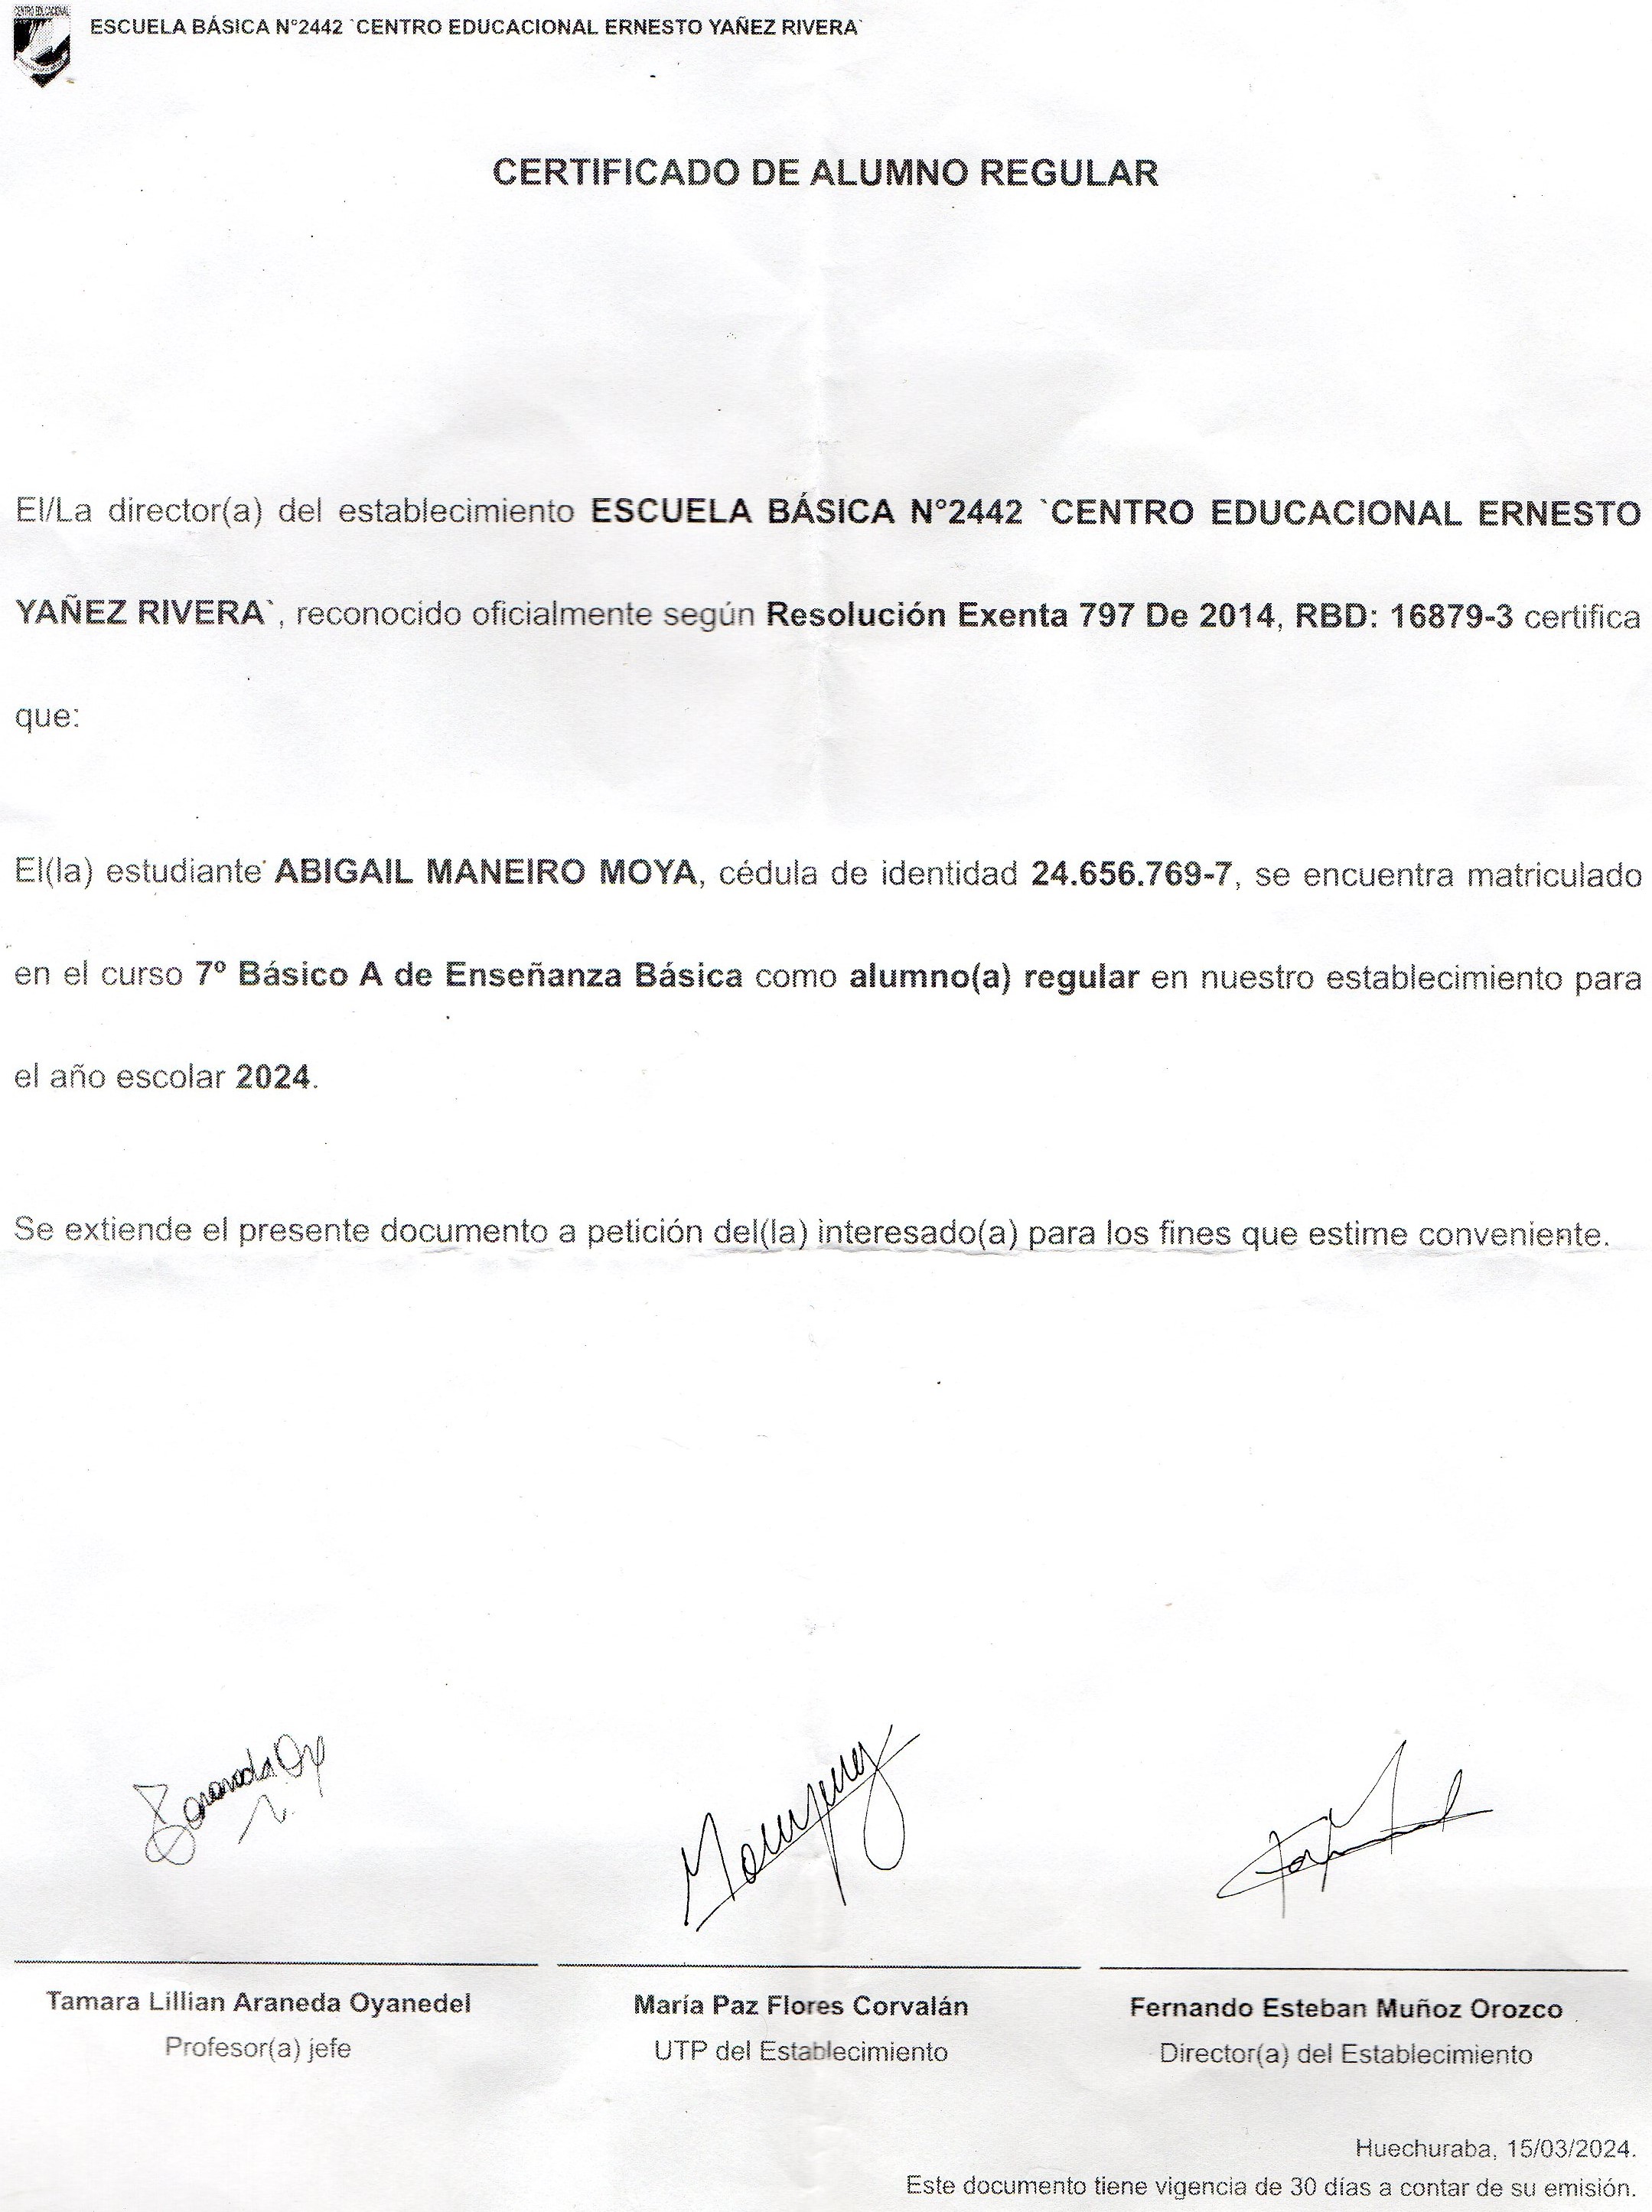 ESCUELA BÁSICA N°2442 `CENTRO EDUCACIONAL ERNESTO YAÑEZ RIVERA`
CERTIFICADO DE ALUMNO REGULAR
El/La director(a) del establecimiento ESCUELA BÁSICA N°2442 `CENTRO EDUCACIONAL ERNESTO
YAÑEZ RIVERA`, reconocido oficialmente según Resolución Exenta 797 De 2014, RBD: 16879-3 certifica
que:
El(la) estudiante ABIGAIL MANEIRO MOYA, cédula de identidad 24.656.769-7, se encuentra matriculado
en el curso 7º Básico A de Enseñanza Básica como alumno(a) regular en nuestro establecimiento para
el año escolar 2024.
Se extiende el presente documento a petición del(la) interesado(a) para los fines que estime conveniente.
Tamara Lillian Araneda Oyanedel
Profesor(a) jefe
María Paz Flores Corvalán
UTP del Establecimiento
Fernando Esteban Muñoz Orozco
Director(a) del Establecimiento
Huechuraba, 15/03/2024.
Este documento tiene vigencia de 30 días a contar de su emisión.